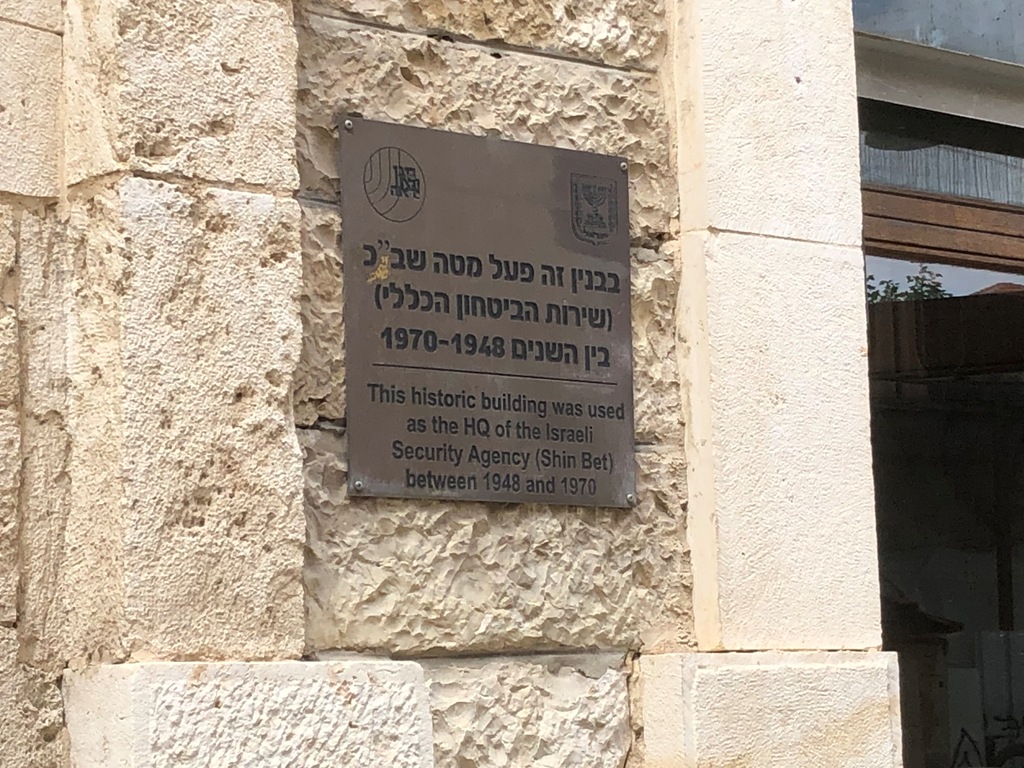 בבנין זה פעל מטה שב״כ
(שירות הביטחון הכללי)
בין השנים 1970-1948
This historic building was used
as the HQ of the Israeli
Security Agency (Shin Bet)
between 1948 and 1970